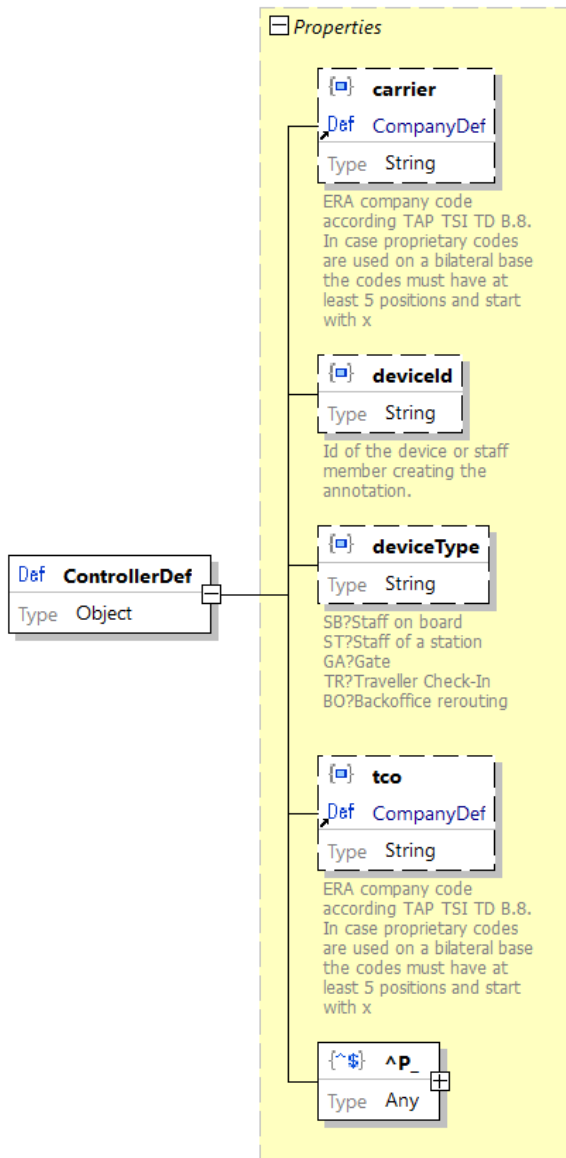 Properties
{} carrier
Def CompanyDef
Type String
ERA company code
according TAP TSI TD B.8.
In case proprietary codes
are used on a bilateral base
the codes must have at
least 5 positions and start
with x
{} deviceId
Type String
Id of the device or staff
member creating the
annotation.
{} deviceType
Type String
SB?Staff on board
ST?Staff of a station
GA?Gate
TR?Traveller Check-In
BO?Backoffice rerouting
Def ControllerDef
Type Object
{} tco
Def CompanyDef
Type String
ERA company code
according TAP TSI TD B.8.
In case proprietary codes
are used on a bilateral base
the codes must have at
least 5 positions and start
with x
{^$} ^P_
Type Any